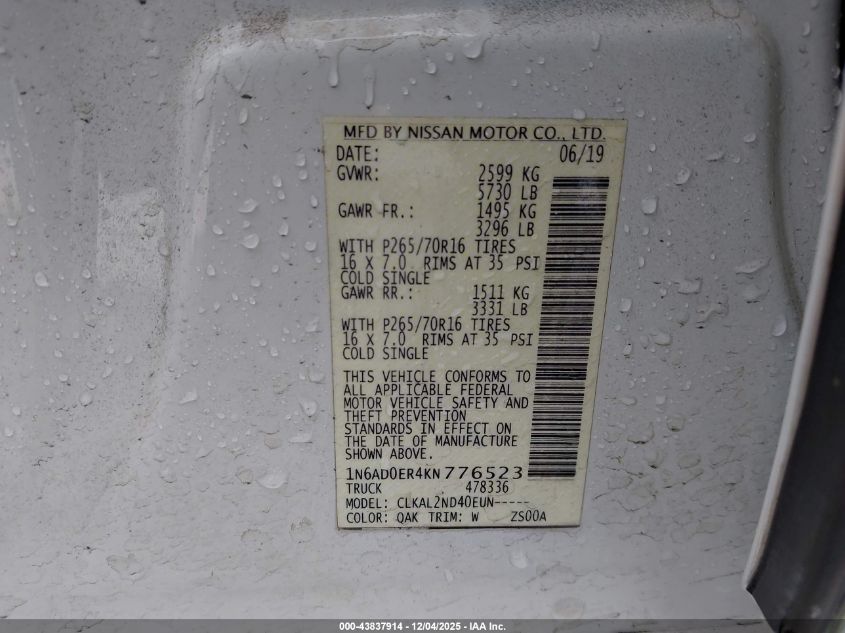 MFD BY NISSAN MOTOR CO., LTD.
DATE: 06/19
GVWR: 2599 KG
5730 LB
GAWR FR.: 1495 KG
3296 LB
WITH P265/70R16 TIRES
16 X 7.0 RIMS AT 35 PSI
COLD SINGLE
GAWR RR.: 1511 KG
3331 LB
WITH P265/70R16 TIRES
16 X 7.0 RIMS AT 35 PSI
COLD SINGLE
THIS VEHICLE CONFORMS TO
ALL APPLICABLE FEDERAL
MOTOR VEHICLE SAFETY AND
THEFT PREVENTION
STANDARDS IN EFFECT ON
THE DATE OF MANUFACTURE
SHOWN ABOVE.
1N6AD0ER4KN776523
TRUCK 478336
MODEL: CLKAL2ND40EUN-----
COLOR: QAK TRIM: W ZS00A
000-43837914 - 12/04/2025 - IAA Inc.